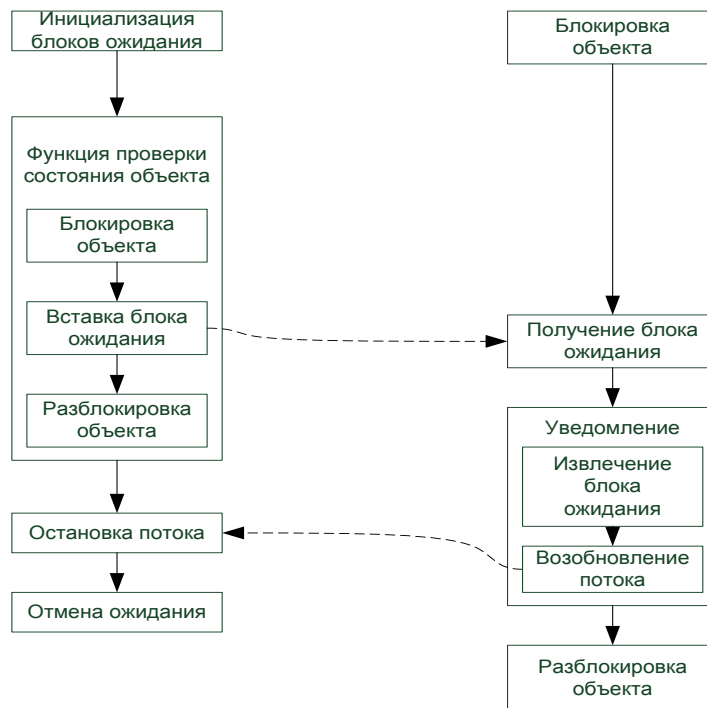 Инициализация
блоков ожидания
Функция проверки
состояния объекта
Блокировка
объекта
Вставка блока
ожидания
Разблокировка
объекта
Остановка потока
Отмена ожидания
Блокировка
объекта
Получение блока
ожидания
Уведомление
Извлечение
блока
ожидания
Возобновление
потока
Разблокировка
объекта